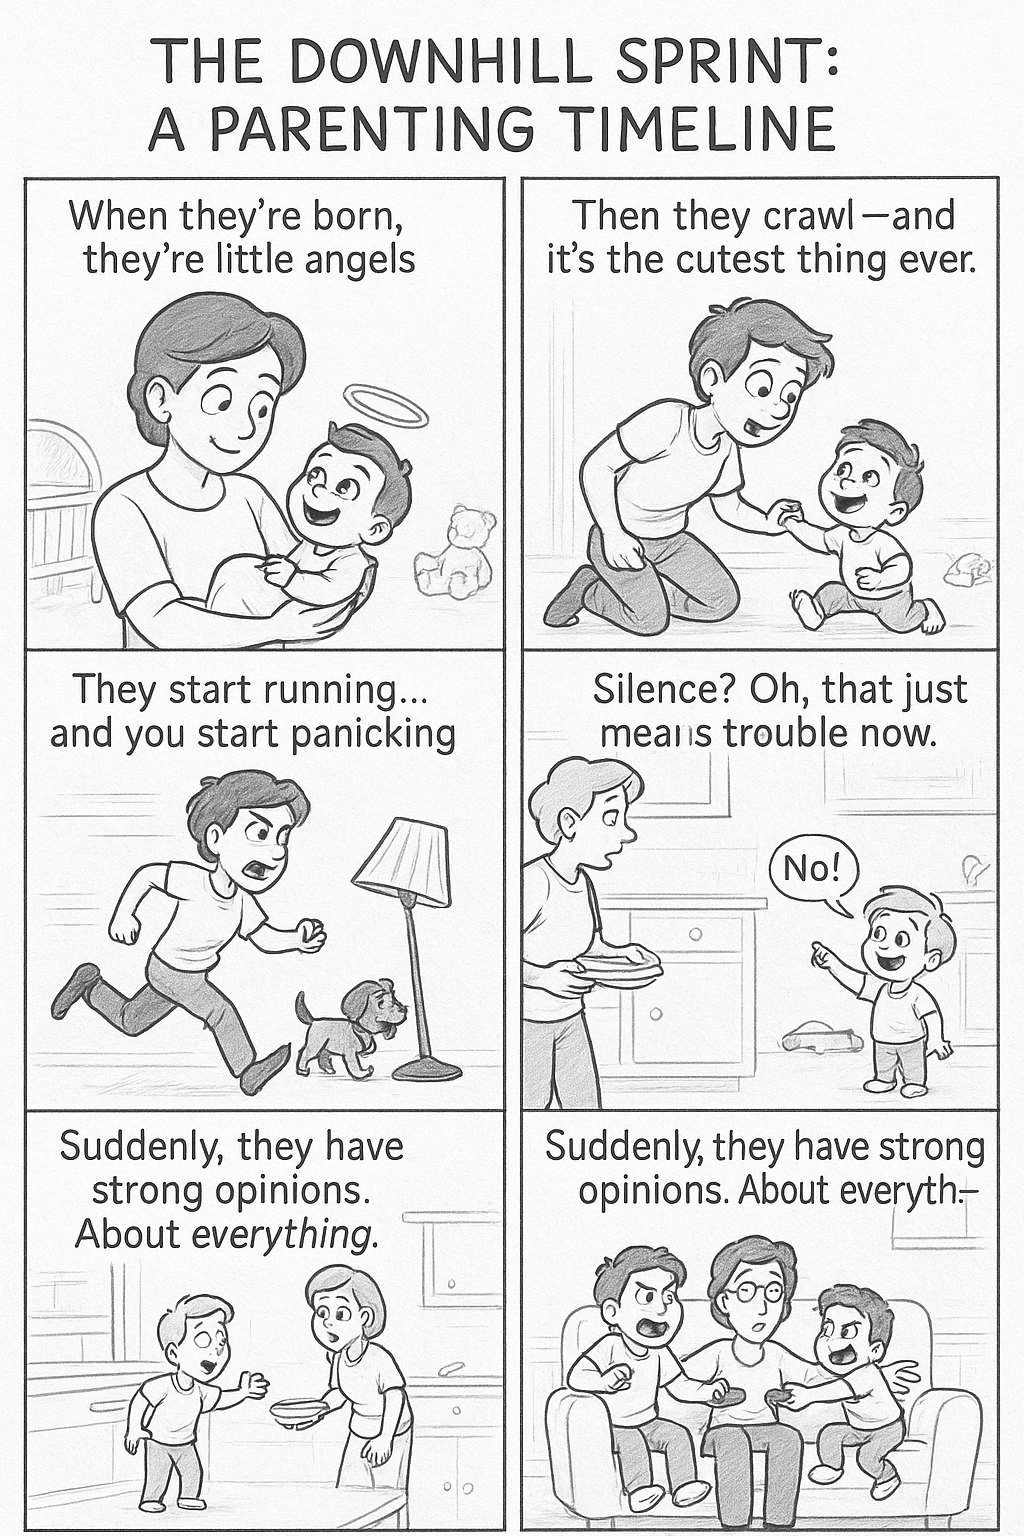 THE DOWNHILL SPRINT:
A PARENTING TIMELINE
When they're born,
they're little angels
Then they crawl—and
it's the cutest thing ever.
They start running...
and you start panicking
Silence? Oh, that just
means trouble now.
No!
Suddenly, they have
strong opinions.
About everything.
Suddenly, they have strong
opinions. About everyth.–